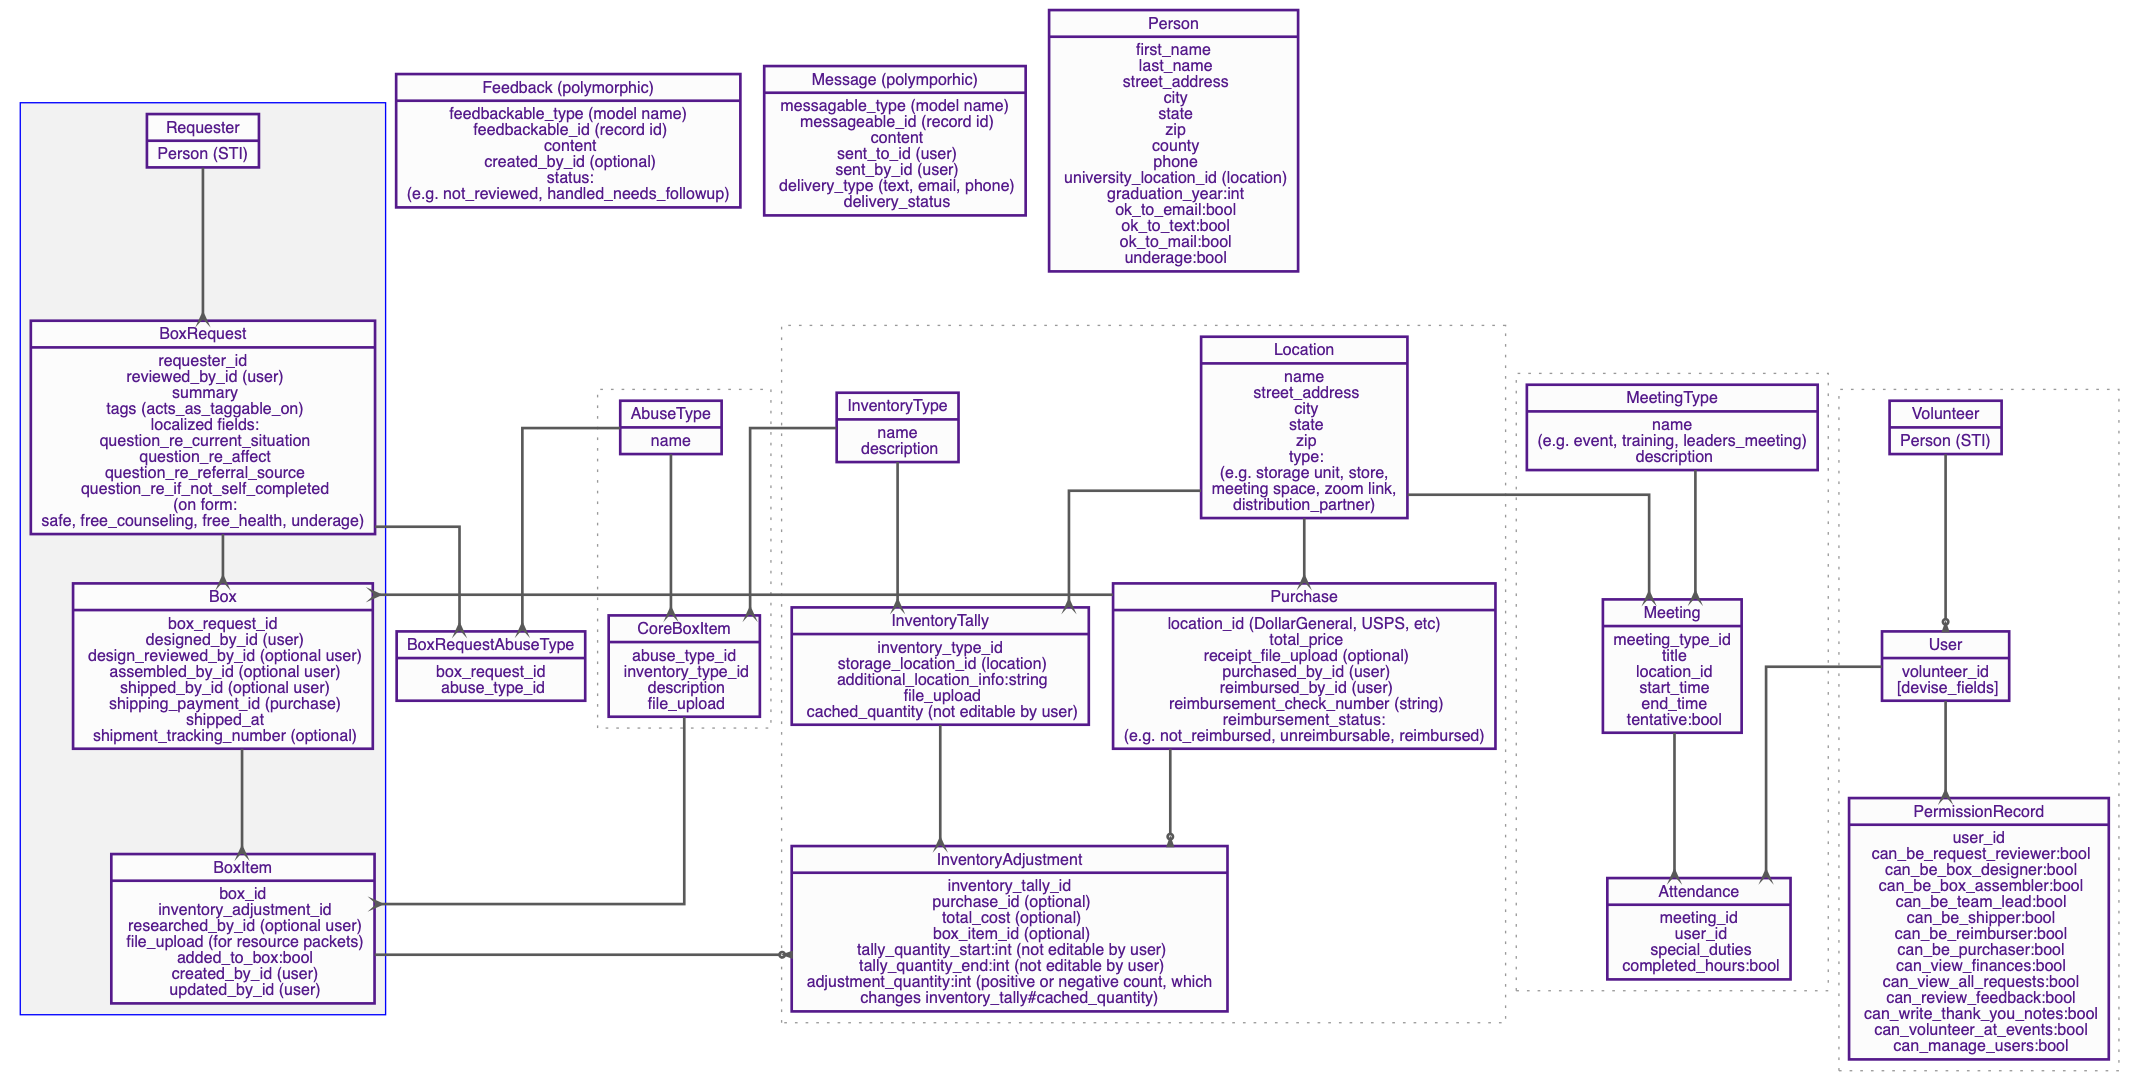 Person
first_name
last_name
street_address
city
state
zip
county
phone
university_location_id (location)
graduation_year:int
ok_to_email:bool
ok_to_text:bool
ok_to_mail:bool
underage:bool
Feedback (polymorphic)
feedbackable_type (model name)
feedbackable_id (record id)
content
created_by_id (optional)
status:
(e.g. not_reviewed, handled_needs_followup)
Message (polymporhic)
messagable_type (model name)
messageable_id (record id)
content
sent_to_id (user)
sent_by_id (user)
delivery_type (text, email, phone)
delivery_status
Requester
Person (STI)
BoxRequest
requester_id
reviewed_by_id (user)
summary
tags (acts_as_taggable_on)
localized fields:
question_re_current_situation
question_re_affect
question_re_referral_source
question_re_if_not_self_completed
(on form:
safe, free_counseling, free_health, underage)
Box
box_request_id
designed_by_id (user)
design_reviewed_by_id (optional user)
assembled_by_id (optional user)
shipped_by_id (optional user)
shipping_payment_id (purchase)
shipped_at
shipment_tracking_number (optional)
BoxItem
box_id
inventory_adjustment_id
researched_by_id (optional user)
file_upload (for resource packets)
added_to_box:bool
created_by_id (user)
updated_by_id (user)
BoxRequestAbuseType
box_request_id
abuse_type_id
AbuseType
name
CoreBoxItem
abuse_type_id
inventory_type_id
description
file_upload
InventoryType
name
description
InventoryTally
inventory_type_id
storage_location_id (location)
additional_location_info:string
file_upload
cached_quantity (not editable by user)
Location
name
street_address
city
state
zip
type:
(e.g. storage unit, store,
meeting space, zoom link,
distribution_partner)
Purchase
location_id (DollarGeneral, USPS, etc)
total_price
receipt_file_upload (optional)
purchased_by_id (user)
reimbursed_by_id (user)
reimbursement_check_number (string)
reimbursement_status:
(e.g. not_reimbursed, unreimbursable, reimbursed)
InventoryAdjustment
inventory_tally_id
purchase_id (optional)
total_cost (optional)
box_item_id (optional)
tally_quantity_start:int (not editable by user)
tally_quantity_end:int (not editable by user)
adjustment_quantity:int (positive or negative count, which
changes inventory_tally#cached_quantity)
MeetingType
name
(e.g. event, training, leaders_meeting)
description
Meeting
meeting_type_id
title
location_id
start_time
end_time
tentative:bool
Attendance
meeting_id
user_id
special_duties
completed_hours:bool
Volunteer
Person (STI)
User
volunteer_id
[devise_fields]
PermissionRecord
user_id
can_be_request_reviewer:bool
can_be_box_designer:bool
can_be_box_assembler:bool
can_be_team_lead:bool
can_be_shipper:bool
can_be_reimburser:bool
can_be_purchaser:bool
can_view_finances:bool
can_view_all_requests:bool
can_review_feedback:bool
can_write_thank_you_notes:bool
can_volunteer_at_events:bool
can_manage_users:bool